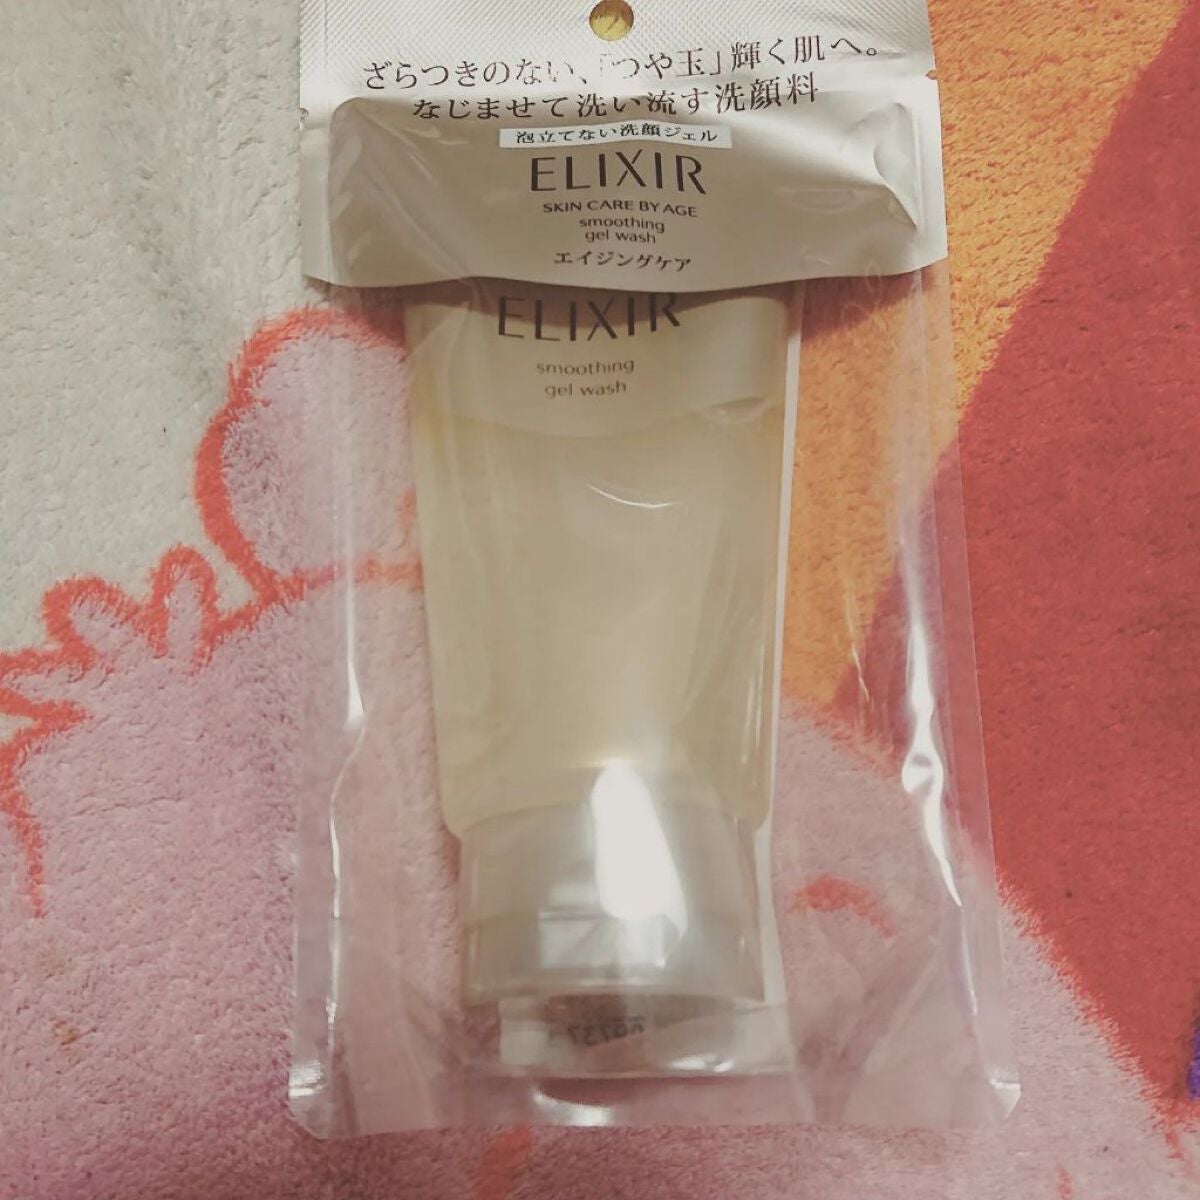 ざらつきのない、「つや玉」輝く肌へ。
なじませて洗い流す洗顔料
泡立てない洗顔ジェル
ELIXIR
SKIN CARE BY AGE
smoothing
gel wash
エイジングケア
ELIXIR
smoothing
gel wash